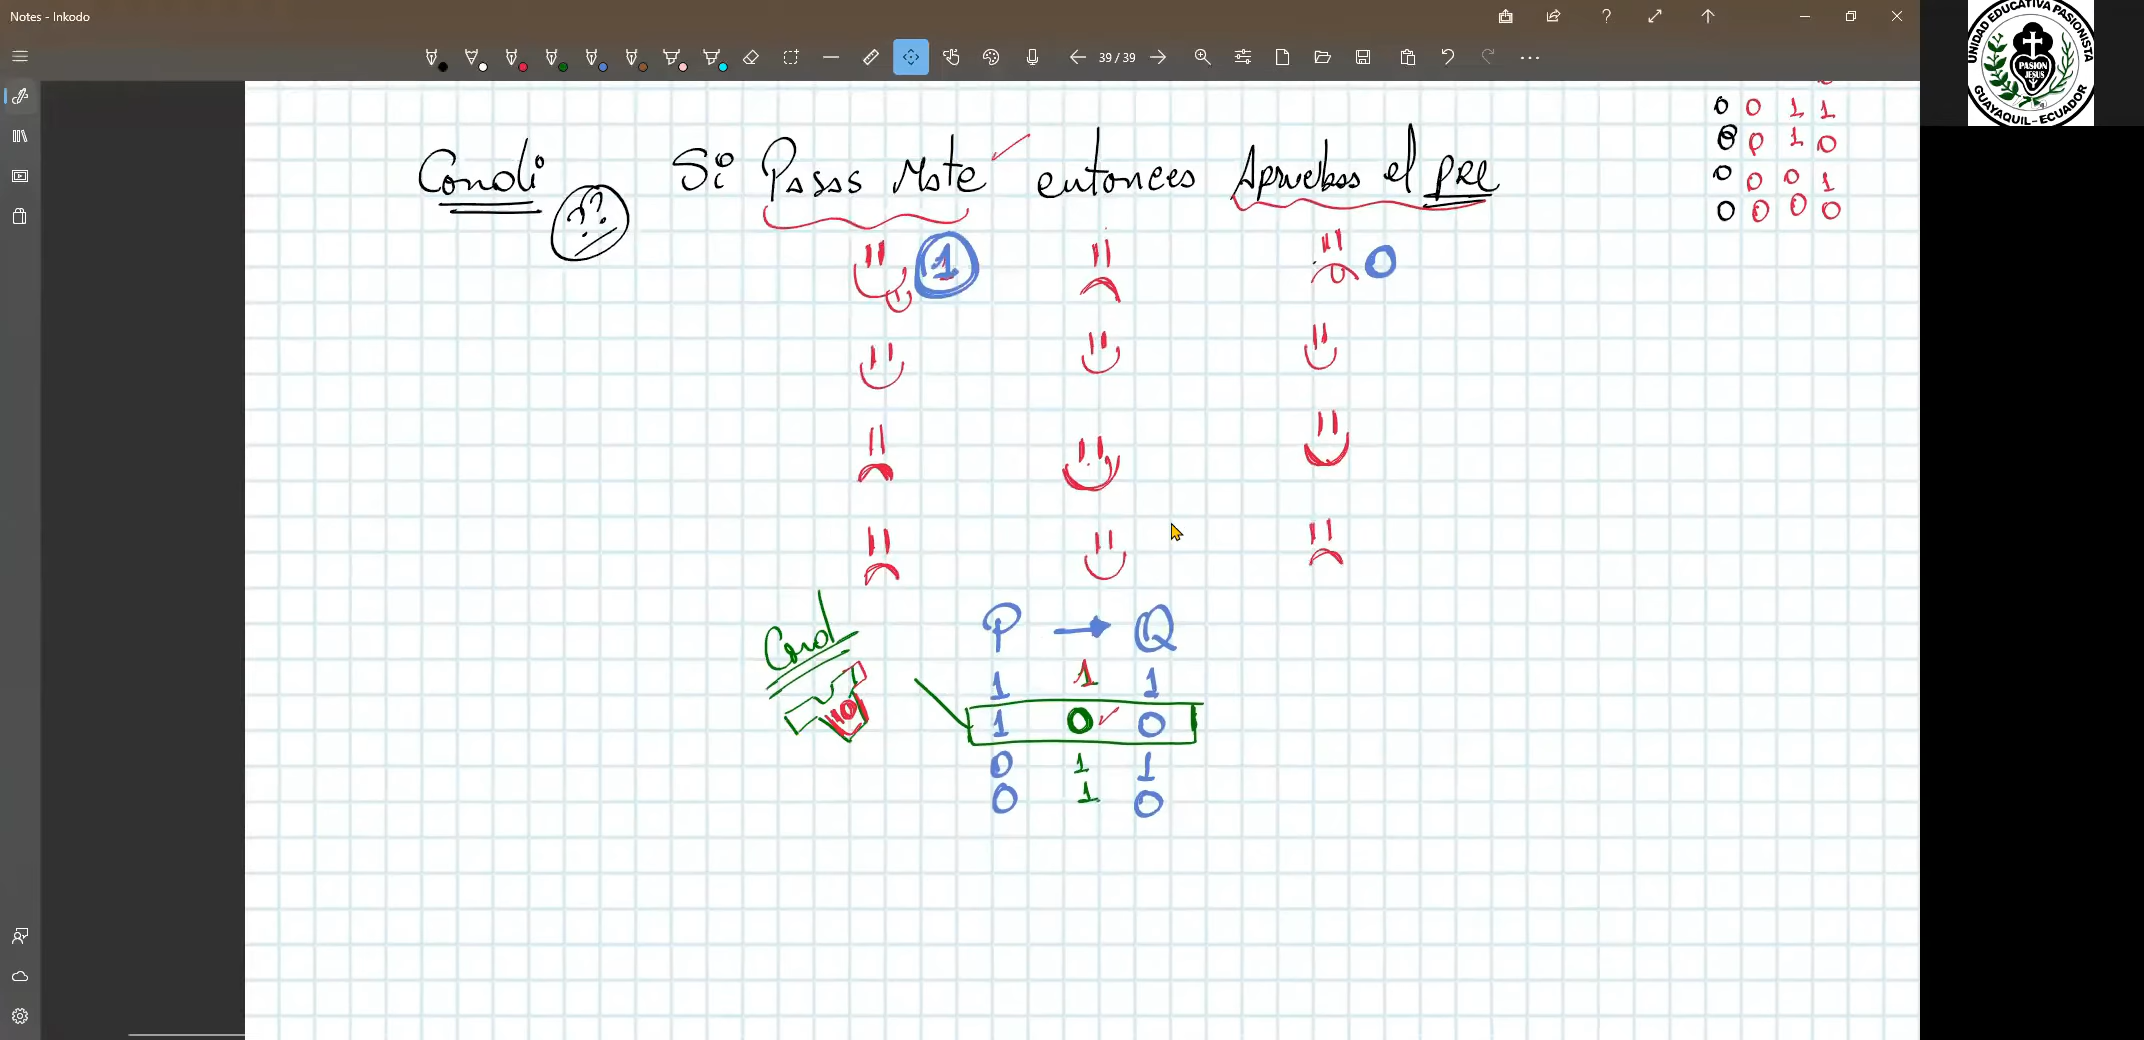 Notes - Inkodo
39 / 39
UNIDAD EDUCATIVA PASIONISTA
PASION
JESUS
GUAYAQUIL - ECUADOR
0 0 1 1
0 0 1 0
0 0 0 1
0 0 0 0
Condi Si Pasas Mate entonces Apruebas el PRE
??
1 0
Cond
10
P → Q
1 1 1
1 0 0
0 1 1
0 1 0